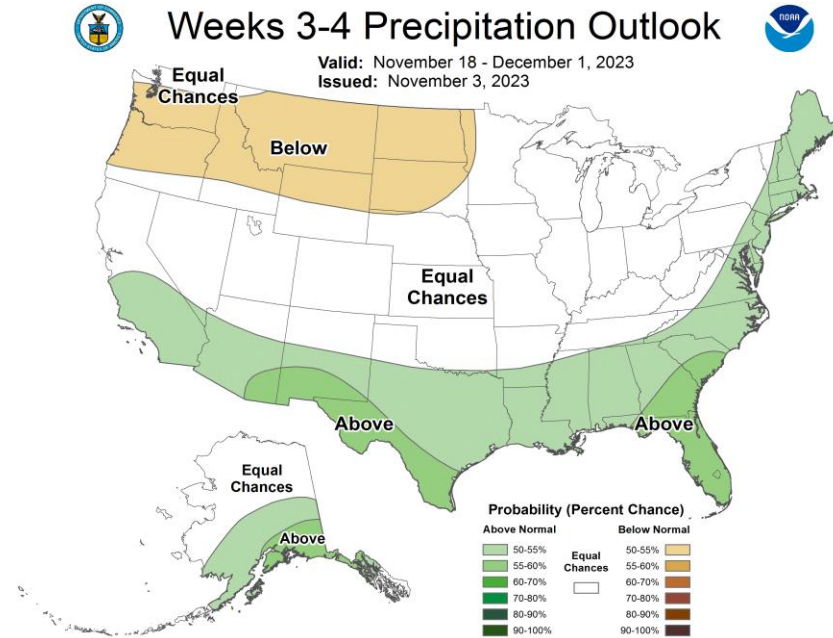 Weeks 3-4 Precipitation Outlook
NOAA
Valid: November 18 - December 1, 2023
Issued: November 3, 2023
Equal
Chances
Below
Equal
Chances
Above
Above
Equal
Chances
Above
Probability (Percent Chance)
Above Normal
Below Normal
50-55%
55-60%
60-70%
70-80%
80-90%
90-100%
Equal
Chances
50-55%
55-60%
60-70%
70-80%
80-90%
90-100%